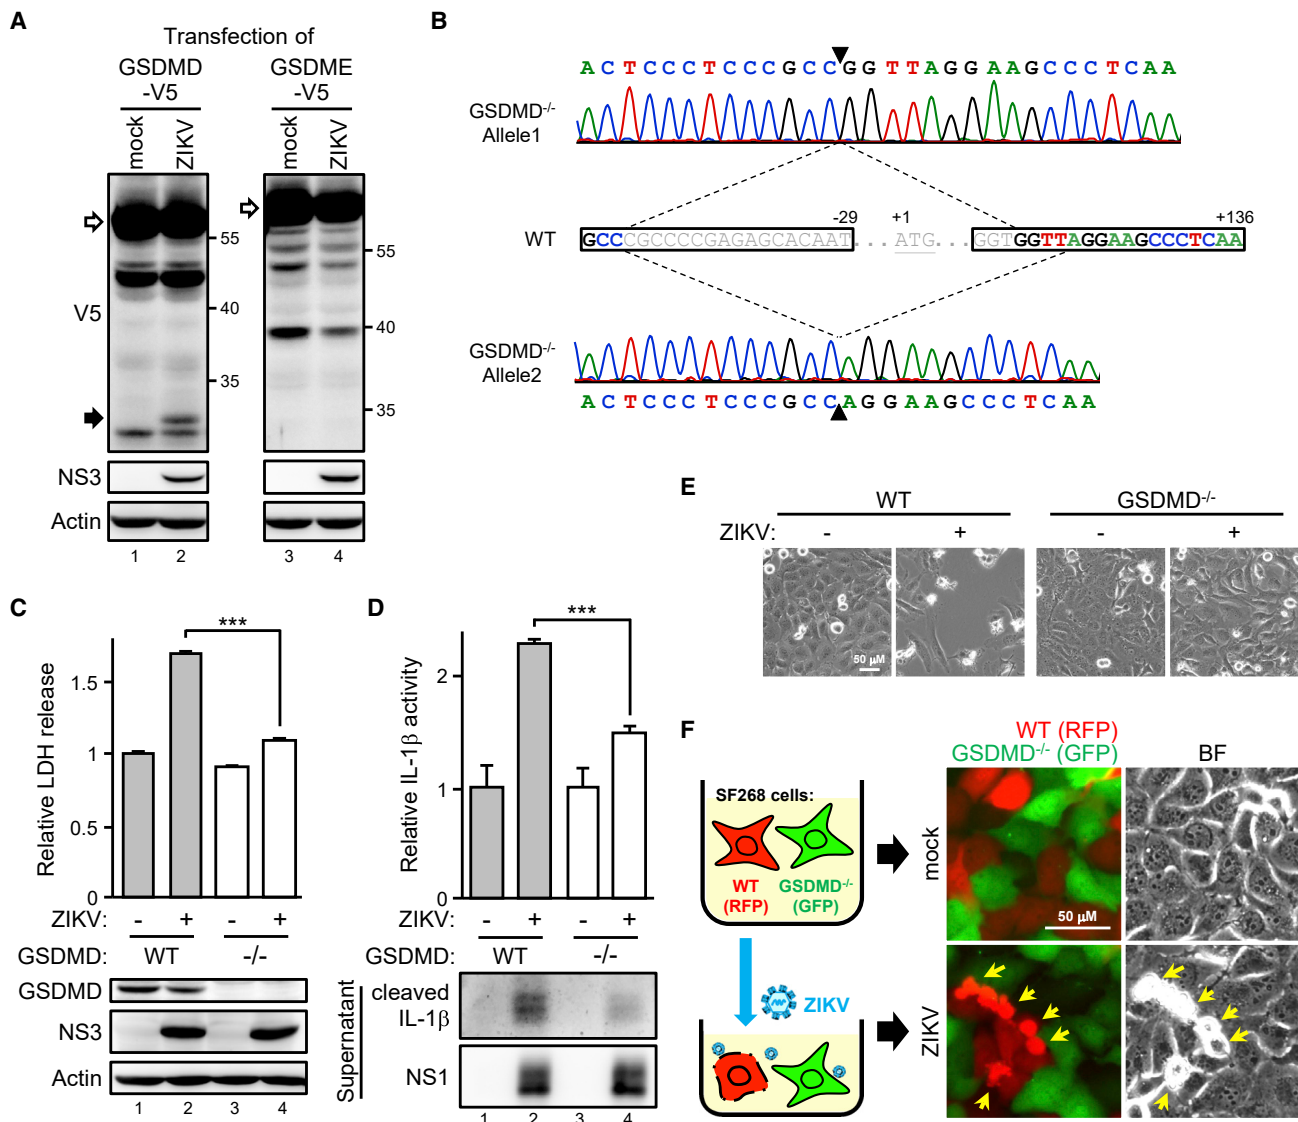 A
Transfection of
GSDMD
-V5
GSDME
-V5
mock
ZIKV
mock
ZIKV
V5
55
40
35
55
40
35
NS3
Actin
1 2 3 4
B
ACTCCCTCCCGCCGGTTAGGAAGCCCTCAA
GSDMD-/-
Allele1
-29 +1 +136
WT
GCCCGCCCCGAGAGCACAAT...ATG...GGTGGTTAGGAAGCCCTCAA
GSDMD-/-
Allele2
ACTCCCTCCCGCCAGGAAGCCCTCAA
E
WT GSDMD-/-
ZIKV: - + - +
50 µM
C
***
Relative LDH release
1.5
1
0.5
0
ZIKV: - + - +
GSDMD: WT -/-
GSDMD
NS3
Actin
1 2 3 4
D
***
Relative IL-1β activity
2
1
0
ZIKV: - + - +
GSDMD: WT -/-
Supernatant
cleaved
IL-1β
NS1
1 2 3 4
F
WT (RFP)
GSDMD-/- (GFP)
BF
SF268 cells:
WT
(RFP)
GSDMD-/-
(GFP)
mock
50 µM
ZIKV
ZIKV